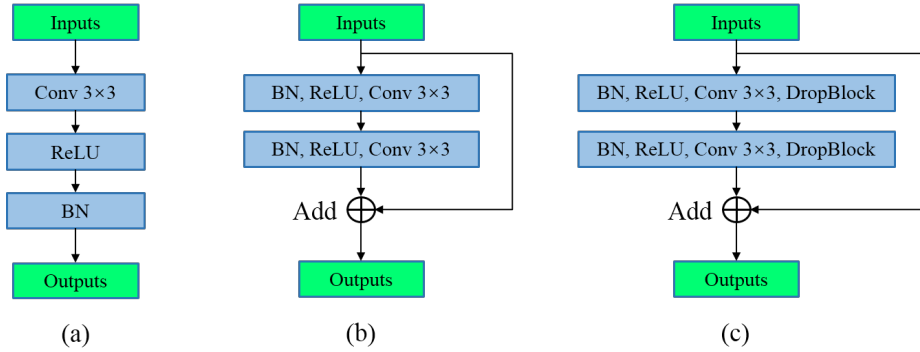 Inputs
Conv 3×3
ReLU
BN
Outputs
(a)
Inputs
BN, ReLU, Conv 3×3
BN, ReLU, Conv 3×3
Add
Outputs
(b)
Inputs
BN, ReLU, Conv 3×3, DropBlock
BN, ReLU, Conv 3×3, DropBlock
Add
Outputs
(c)